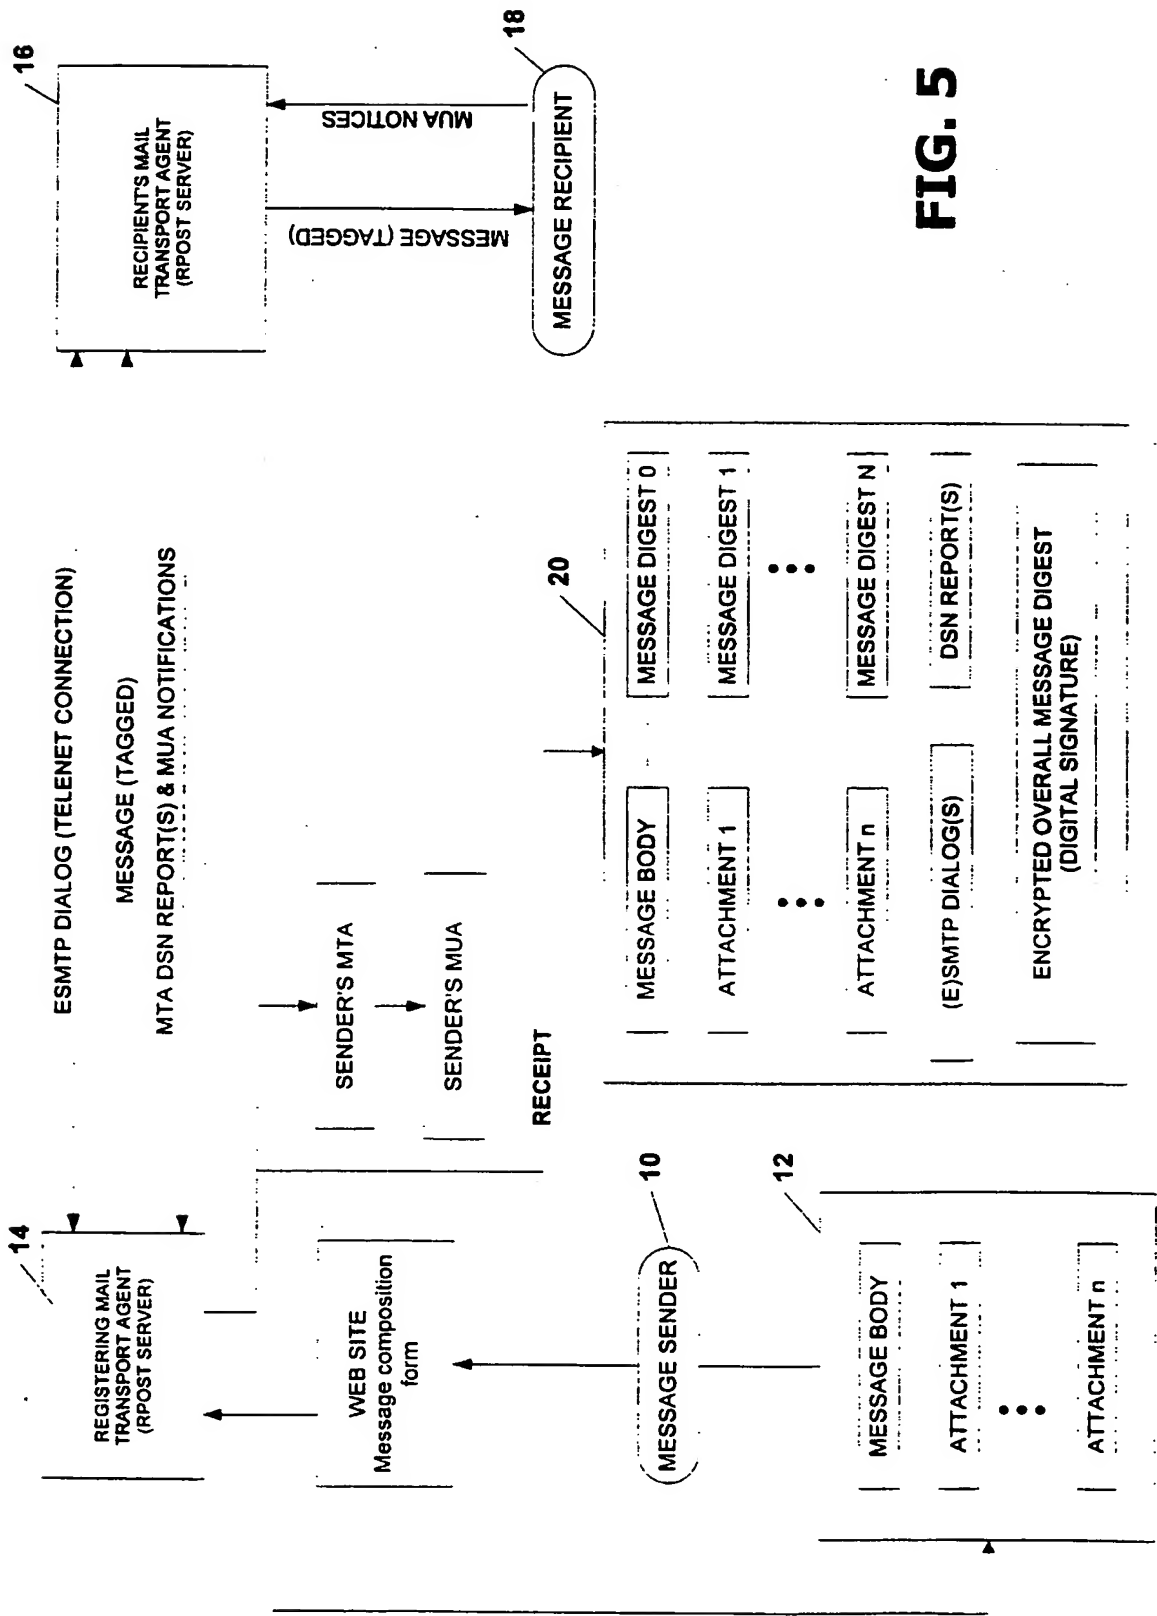 14
REGISTERING MAIL
TRANSPORT AGENT
(RPOST SERVER)
WEB SITE
Message composition
form
10
MESSAGE SENDER
12
MESSAGE BODY
ATTACHMENT 1
ATTACHMENT n
ESMTP DIALOG (TELENET CONNECTION)
MESSAGE (TAGGED)
MTA DSN REPORT(S) & MUA NOTIFICATIONS
SENDER'S MTA
SENDER'S MUA
RECEIPT
20
MESSAGE BODY
MESSAGE DIGEST 0
ATTACHMENT 1
MESSAGE DIGEST 1
ATTACHMENT n
MESSAGE DIGEST N
(E)SMTP DIALOG(S)
DSN REPORT(S)
ENCRYPTED OVERALL MESSAGE DIGEST
(DIGITAL SIGNATURE)
16
RECIPIENT'S MAIL
TRANSPORT AGENT
(RPOST SERVER)
MESSAGE (TAGGED)
MUA NOTICES
18
MESSAGE RECIPIENT
FIG. 5